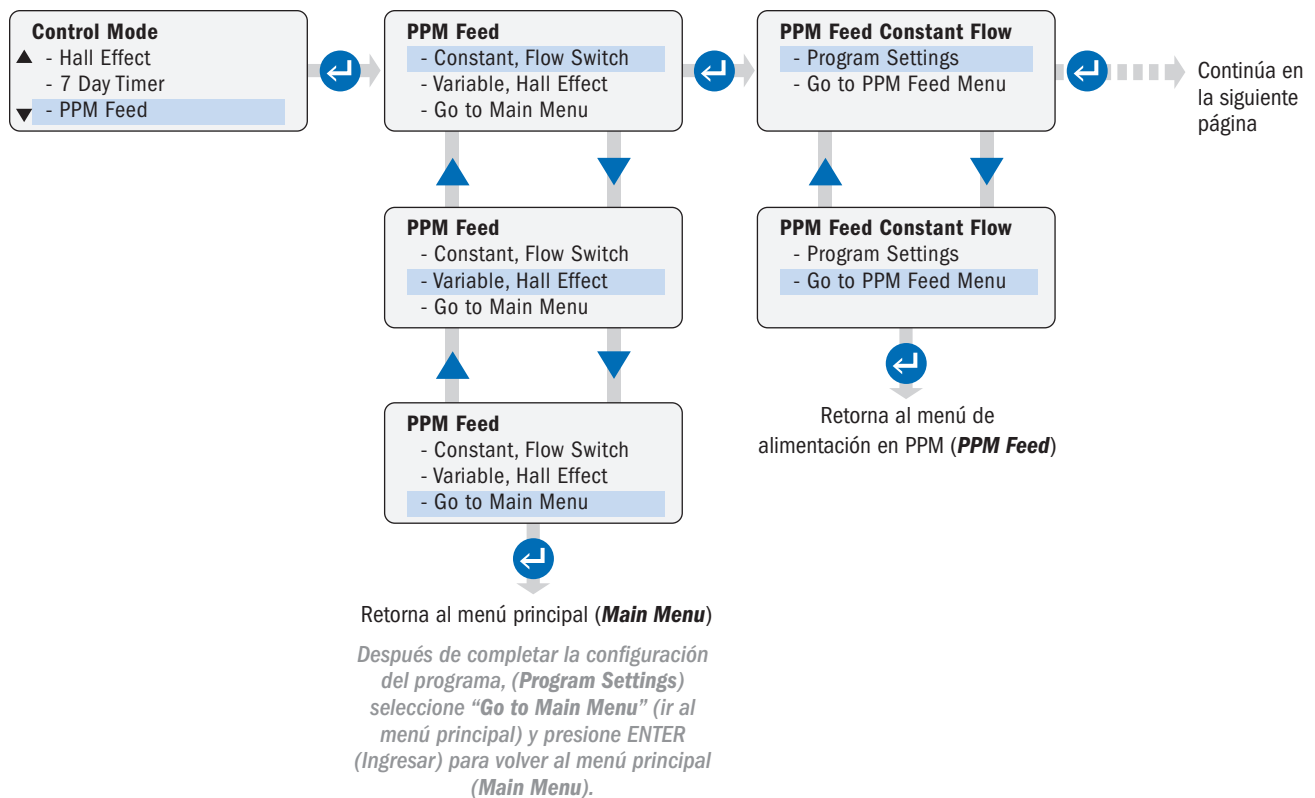 Control Mode
- Hall Effect
- 7 Day Timer
- PPM Feed
PPM Feed
- Constant, Flow Switch
- Variable, Hall Effect
- Go to Main Menu
PPM Feed Constant Flow
- Program Settings
- Go to PPM Feed Menu
Continúa en
la siguiente
página
PPM Feed
- Constant, Flow Switch
- Variable, Hall Effect
- Go to Main Menu
PPM Feed Constant Flow
- Program Settings
- Go to PPM Feed Menu
PPM Feed
- Constant, Flow Switch
- Variable, Hall Effect
- Go to Main Menu
Retorna al menú de
alimentación en PPM (PPM Feed)
Retorna al menú principal (Main Menu)
Después de completar la configuración
del programa, (Program Settings)
seleccione “Go to Main Menu” (ir al
menú principal) y presione ENTER
(Ingresar) para volver al menú principal
(Main Menu).